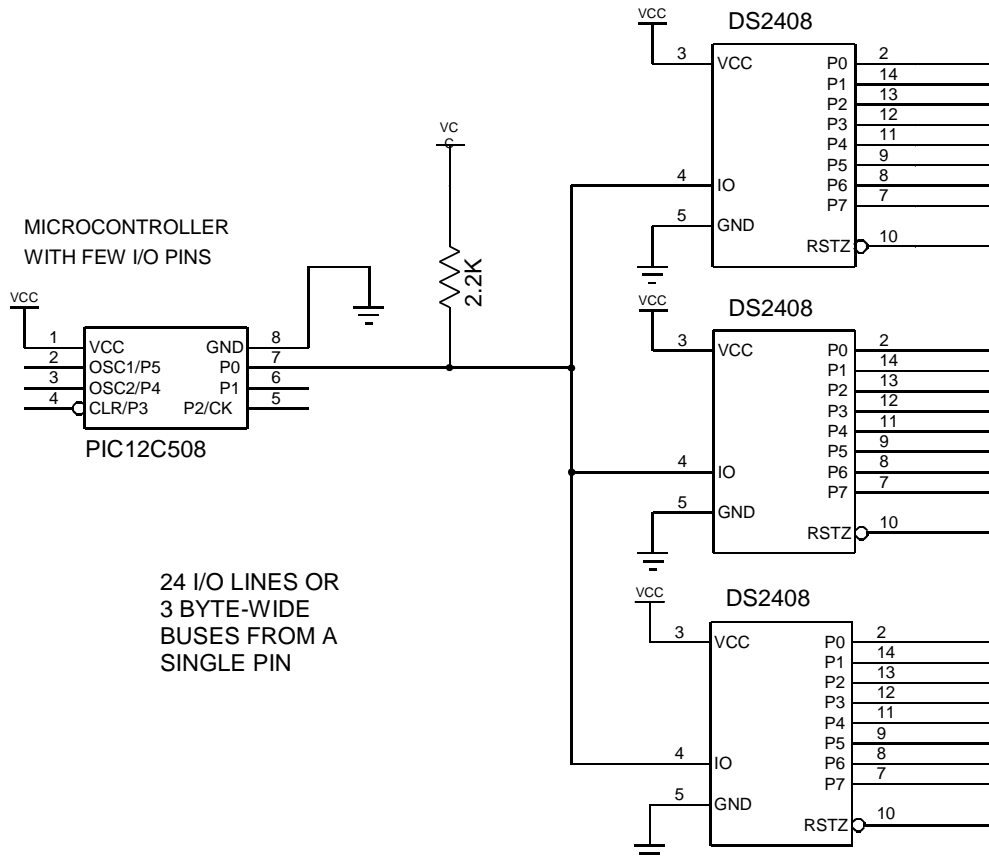 VCC
DS2408
3
VCC
P0
2
P1
14
P2
13
P3
12
P4
11
P5
9
P6
8
P7
7
4
IO
5
GND
RSTZ
10
VC
C
2.2K
MICROCONTROLLER
WITH FEW I/O PINS
VCC
1
VCC
GND
8
2
OSC1/P5
P0
7
3
OSC2/P4
P1
6
4
CLR/P3
P2/CK
5
PIC12C508
VCC
DS2408
3
VCC
P0
2
P1
14
P2
13
P3
12
P4
11
P5
9
P6
8
P7
7
4
IO
5
GND
RSTZ
10
24 I/O LINES OR
3 BYTE-WIDE
BUSES FROM A
SINGLE PIN
VCC
DS2408
3
VCC
P0
2
P1
14
P2
13
P3
12
P4
11
P5
9
P6
8
P7
7
4
IO
5
GND
RSTZ
10